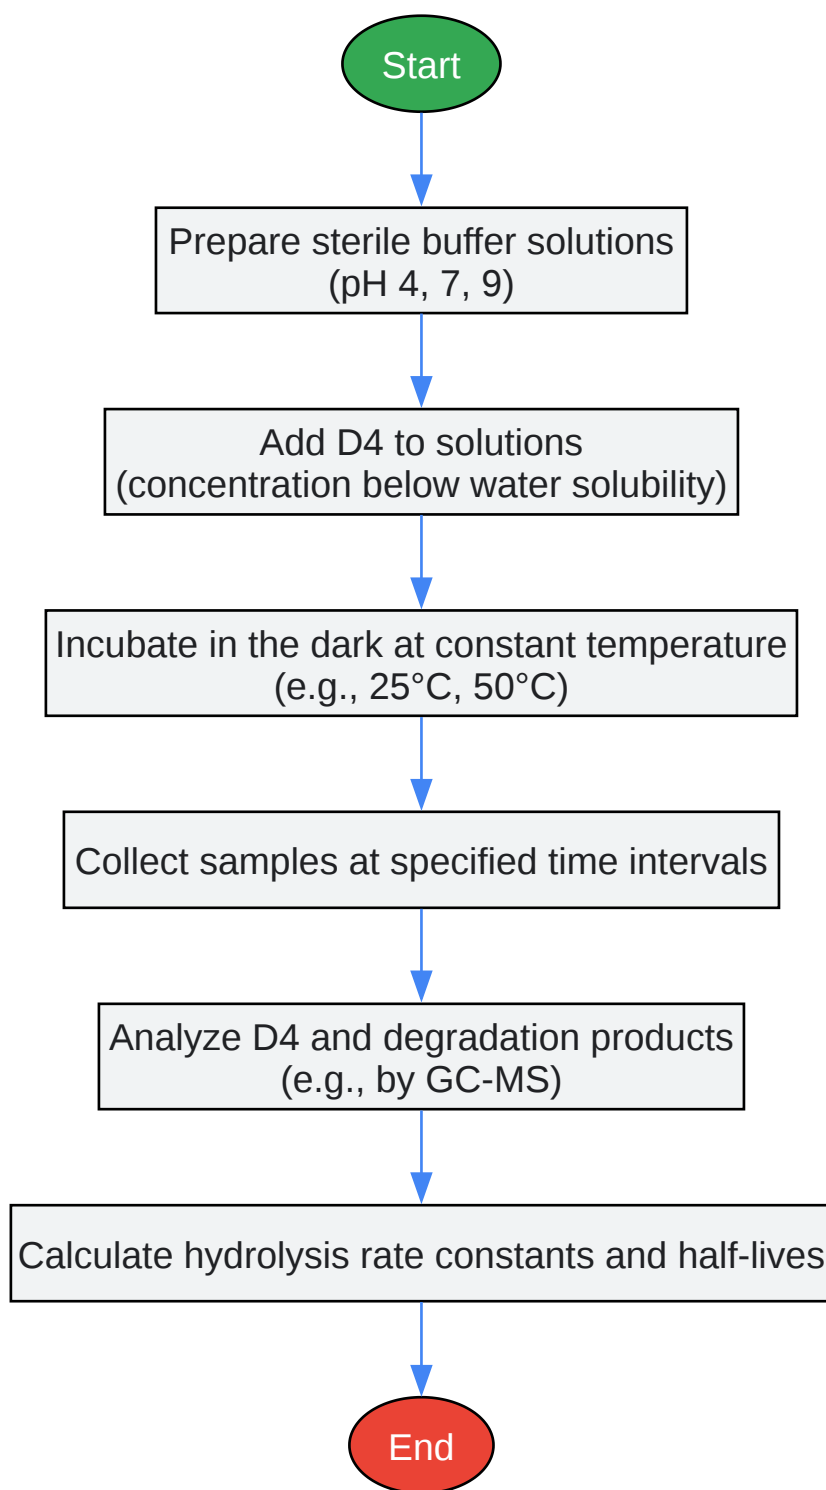 Start
Prepare sterile buffer solutions
(pH 4, 7, 9)
Add D4 to solutions
(concentration below water solubility)
Incubate in the dark at constant temperature
(e.g., 25°C, 50°C)
Collect samples at specified time intervals
Analyze D4 and degradation products
(e.g., by GC-MS)
Calculate hydrolysis rate constants and half-lives
End